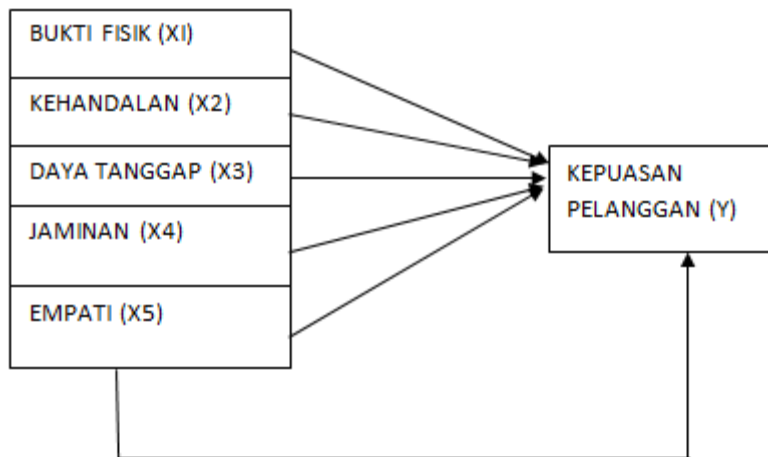 BUKTI FISIK (XI)
KEHANDALAN (X2)
DAYA TANGGAP (X3)
JAMINAN (X4)
EMPATI (X5)
KEPUASAN
PELANGGAN (Y)